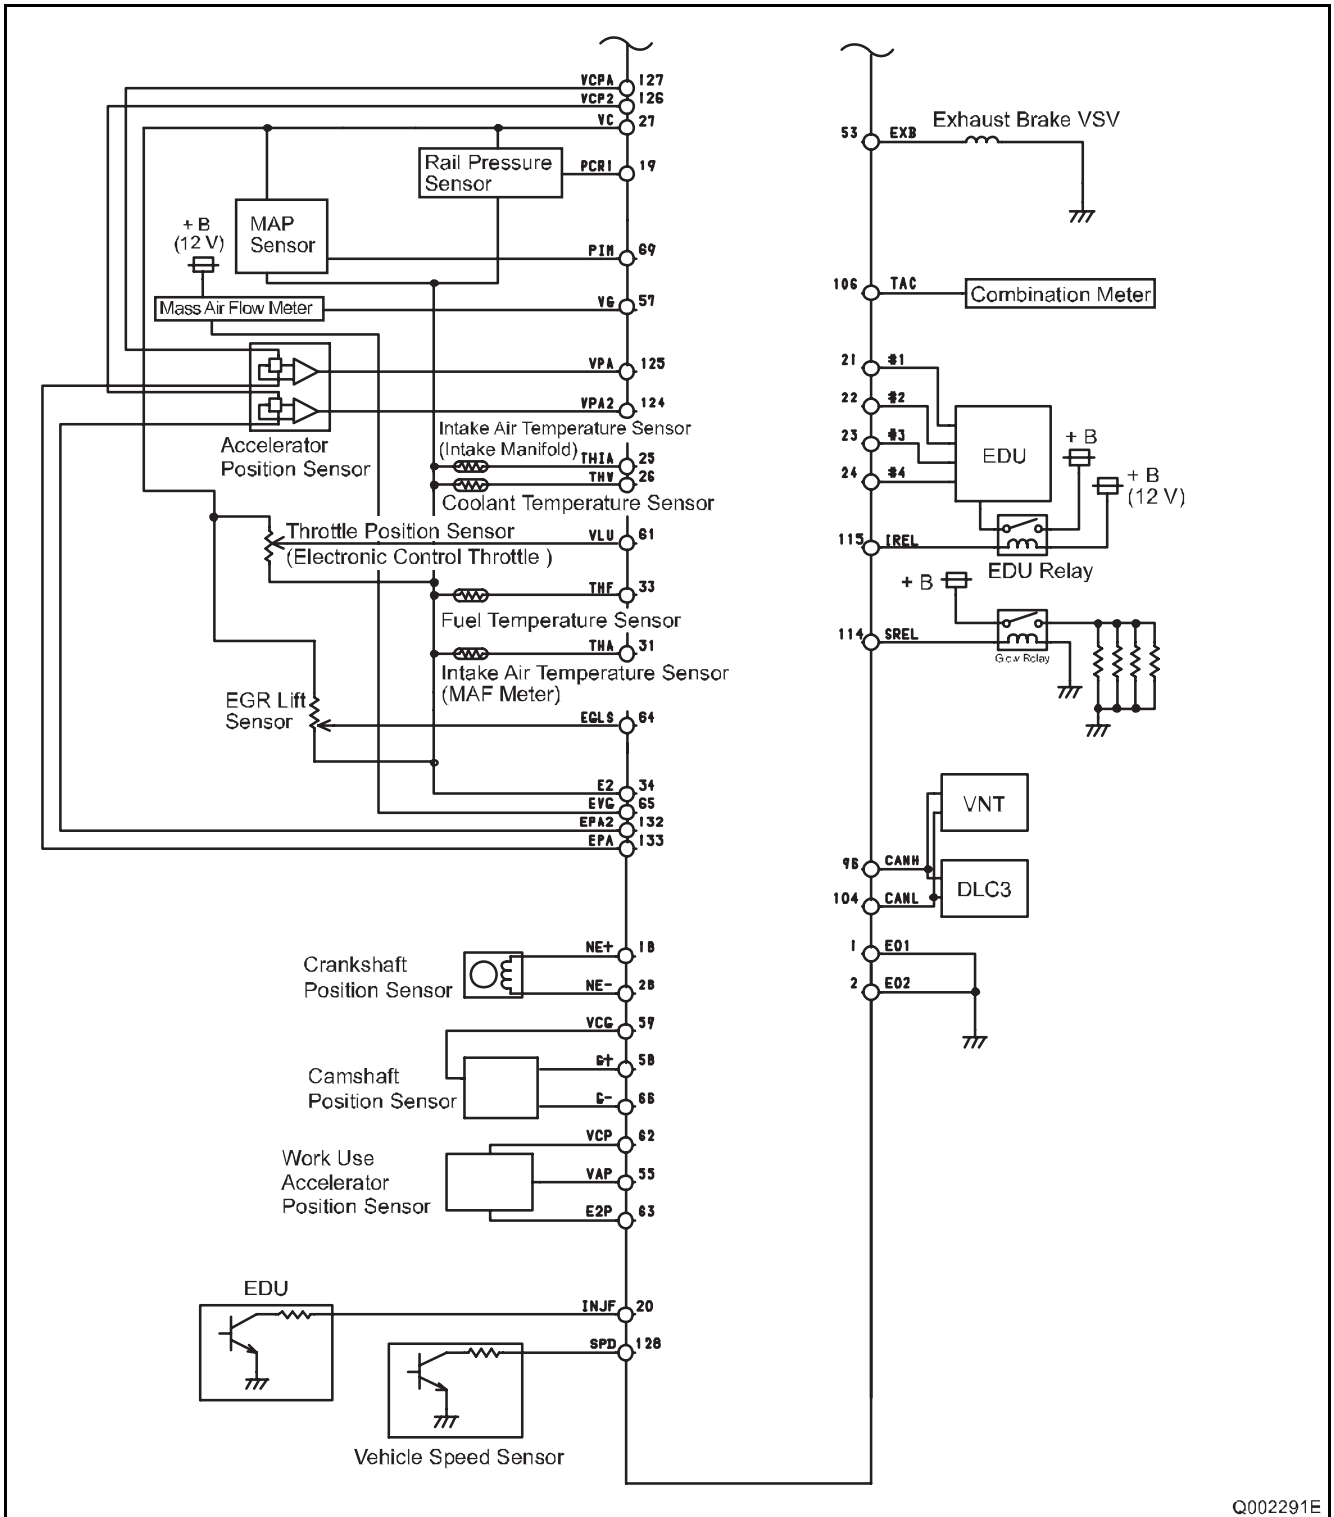 VCPA 127
VCP2 126
VC 27
Rail Pressure
Sensor
PCR1 19
+ B
(12 V)
MAP
Sensor
PIM 69
Mass Air Flow Meter
VG 57
VPA 125
VPA2 124
Accelerator
Position Sensor
Intake Air Temperature Sensor
(Intake Manifold)
THIA 25
THW 26
Coolant Temperature Sensor
Throttle Position Sensor
(Electronic Control Throttle )
VLU 61
THF 33
Fuel Temperature Sensor
THA 31
Intake Air Temperature Sensor
(MAF Meter)
EGR Lift
Sensor
EGLS 64
E2 34
EVG 65
EPA2 132
EPA 133
Crankshaft
Position Sensor
NE+ 18
NE- 28
VCG 59
Camshaft
Position Sensor
G+ 58
G- 66
VCP 62
Work Use
Accelerator
Position Sensor
VAP 55
E2P 63
EDU
INJF 20
SPD 128
Vehicle Speed Sensor
53 EXB
Exhaust Brake VSV
106 TAC
Combination Meter
21 #1
22 #2
23 #3
24 #4
EDU
+ B
+ B
(12 V)
115 IREL
EDU Relay
+ B
114 SREL
Glow Relay
VNT
96 CANH
DLC3
104 CANL
1 E01
2 E02
Q002291E